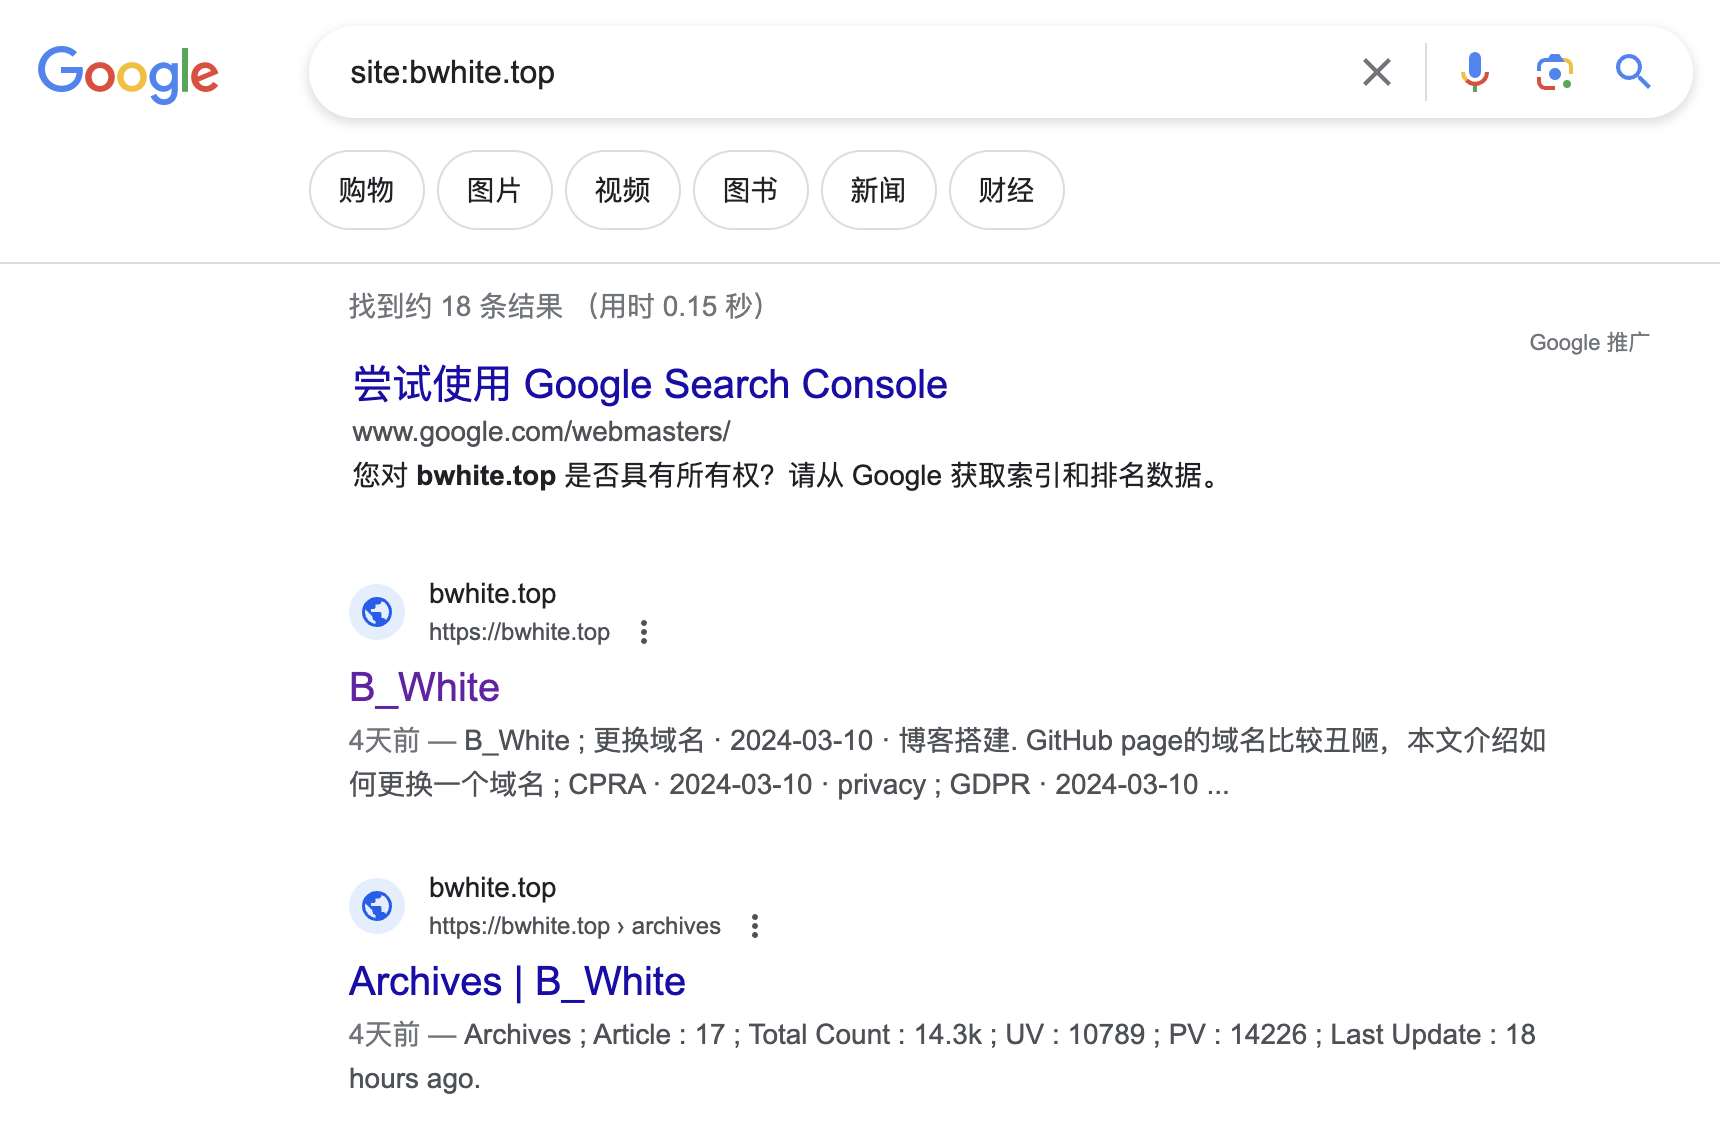 Google
site:bwhite.top
购物 图片 视频 图书 新闻 财经
找到约 18 条结果 （用时 0.15 秒）
Google 推广
尝试使用 Google Search Console
www.google.com/webmasters/
您对 bwhite.top 是否具有所有权？请从 Google 获取索引和排名数据。
bwhite.top
https://bwhite.top
B_White
4天前 — B_White ; 更换域名 · 2024-03-10 · 博客搭建. GitHub page的域名比较丑陋，本文介绍如
何更换一个域名 ; CPRA · 2024-03-10 · privacy ; GDPR · 2024-03-10 ...
bwhite.top
https://bwhite.top › archives
Archives | B_White
4天前 — Archives ; Article : 17 ; Total Count : 14.3k ; UV : 10789 ; PV : 14226 ; Last Update : 18
hours ago.